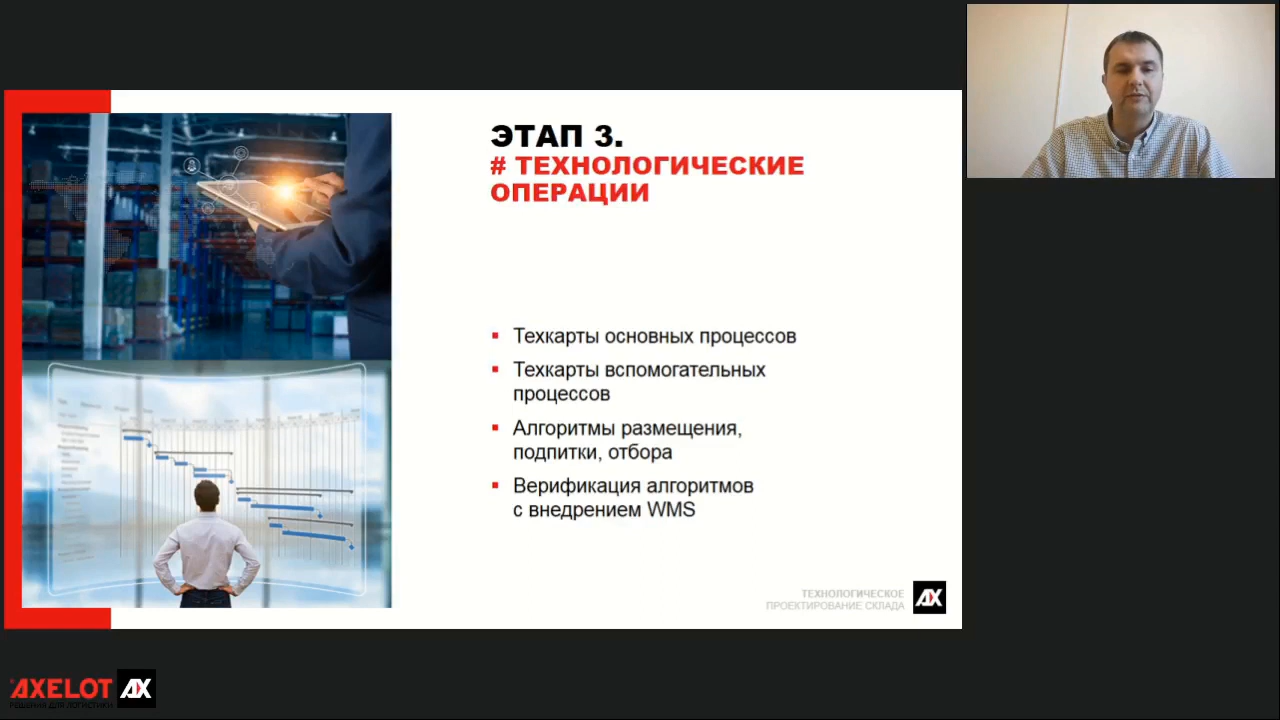 ЭТАП 3.
# ТЕХНОЛОГИЧЕСКИЕ
ОПЕРАЦИИ
▪ Техкарты основных процессов
▪ Техкарты вспомогательных
процессов
▪ Алгоритмы размещения,
подпитки, отбора
▪ Верификация алгоритмов
с внедрением WMS
ТЕХНОЛОГИЧЕСКОЕ
ПРОЕКТИРОВАНИЕ СКЛАДА
AX
AXELOT AX
РЕШЕНИЯ ДЛЯ ЛОГИСТИКИ